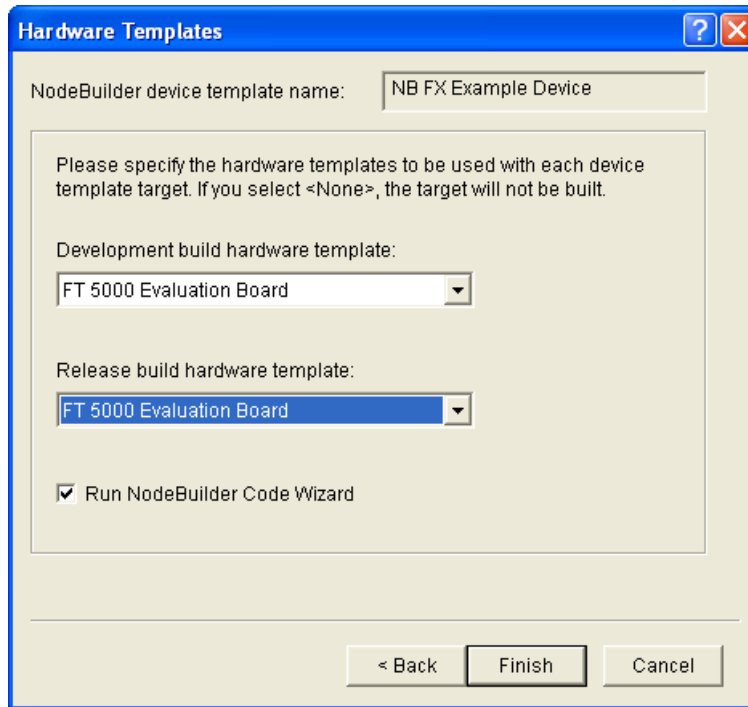 Hardware Templates
NodeBuilder device template name:
NB FX Example Device
Please specify the hardware templates to be used with each device
template target. If you select <None>, the target will not be built.
Development build hardware template:
FT 5000 Evaluation Board
Release build hardware template:
FT 5000 Evaluation Board
Run NodeBuilder Code Wizard
< Back
Finish
Cancel